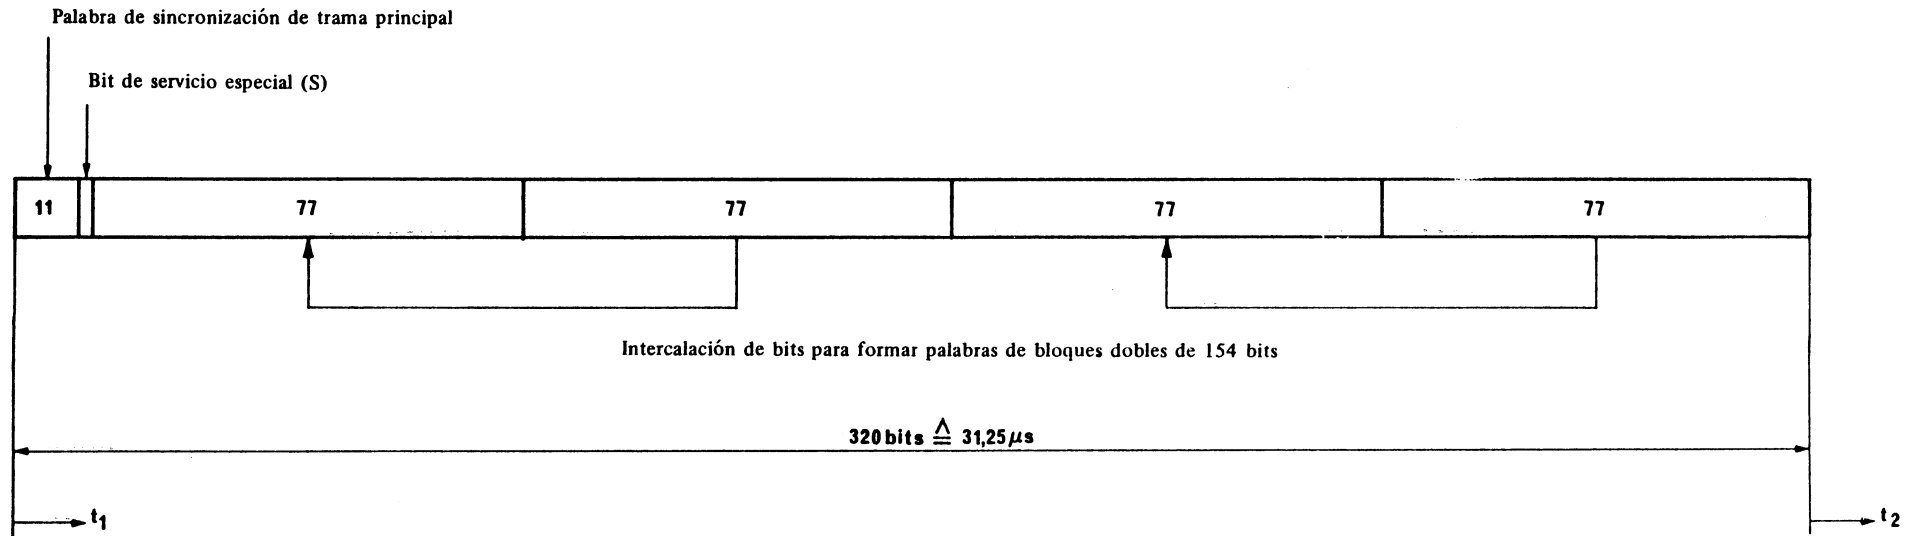 Palabra de sincronización de trama principal
Bit de servicio especial (S)
11 77 77 77 77
Intercalación de bits para formar palabras de bloques dobles de 154 bits
320 bits ≙ 31,25 μs
t1 t2